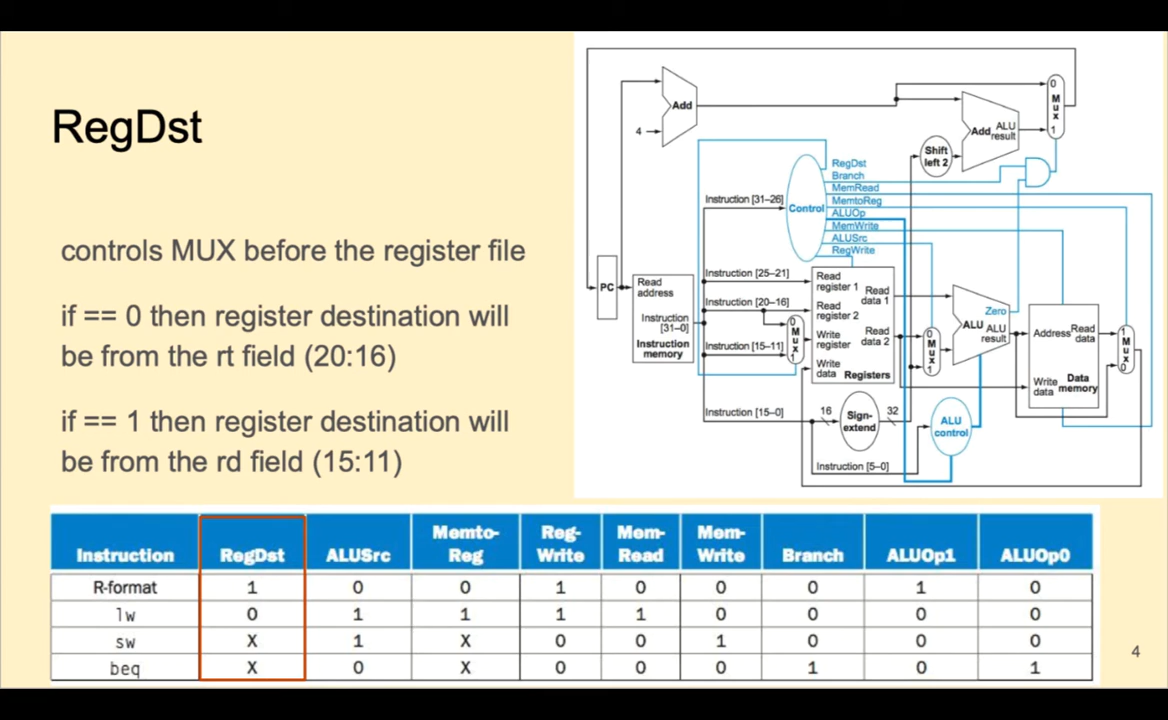 RegDst
controls MUX before the register file
if == 0 then register destination will
be from the rt field (20:16)
if == 1 then register destination will
be from the rd field (15:11)
Add
4
Add ALU
result
0
M
u
x
1
Shift
left 2
RegDst
Branch
MemRead
MemtoReg
ALUOp
MemWrite
ALUSrc
RegWrite
Control
Instruction [31–26]
Instruction [25–21]
Instruction [20–16]
Instruction [15–11]
Instruction [15–0]
Instruction [5–0]
PC
Read
address
Instruction
[31–0]
Instruction
memory
0
M
u
x
1
Read
register 1
Read
register 2
Write
register
Write
data
Read
data 1
Read
data 2
Registers
0
M
u
x
1
Zero
ALU ALU
result
Address
Read
data
Write
data
Data
memory
1
M
u
x
0
16
Sign-
extend
32
ALU
control
Instruction RegDst ALUSrc Memto-Reg Reg-Write Mem-Read Mem-Write Branch ALUOp1 ALUOp0
R-format 1 0 0 1 0 0 0 1 0
lw 0 1 1 1 1 0 0 0 0
sw X 1 X 0 0 1 0 0 0
beq X 0 X 0 0 0 1 0 1
4